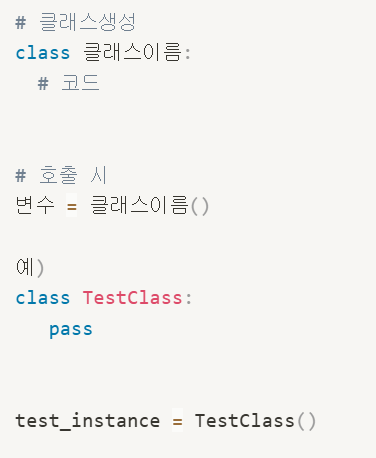 # 클래스생성
class 클래스이름:
  # 코드
# 호출 시
변수 = 클래스이름()
예)
class TestClass:
   pass
test_instance = TestClass()